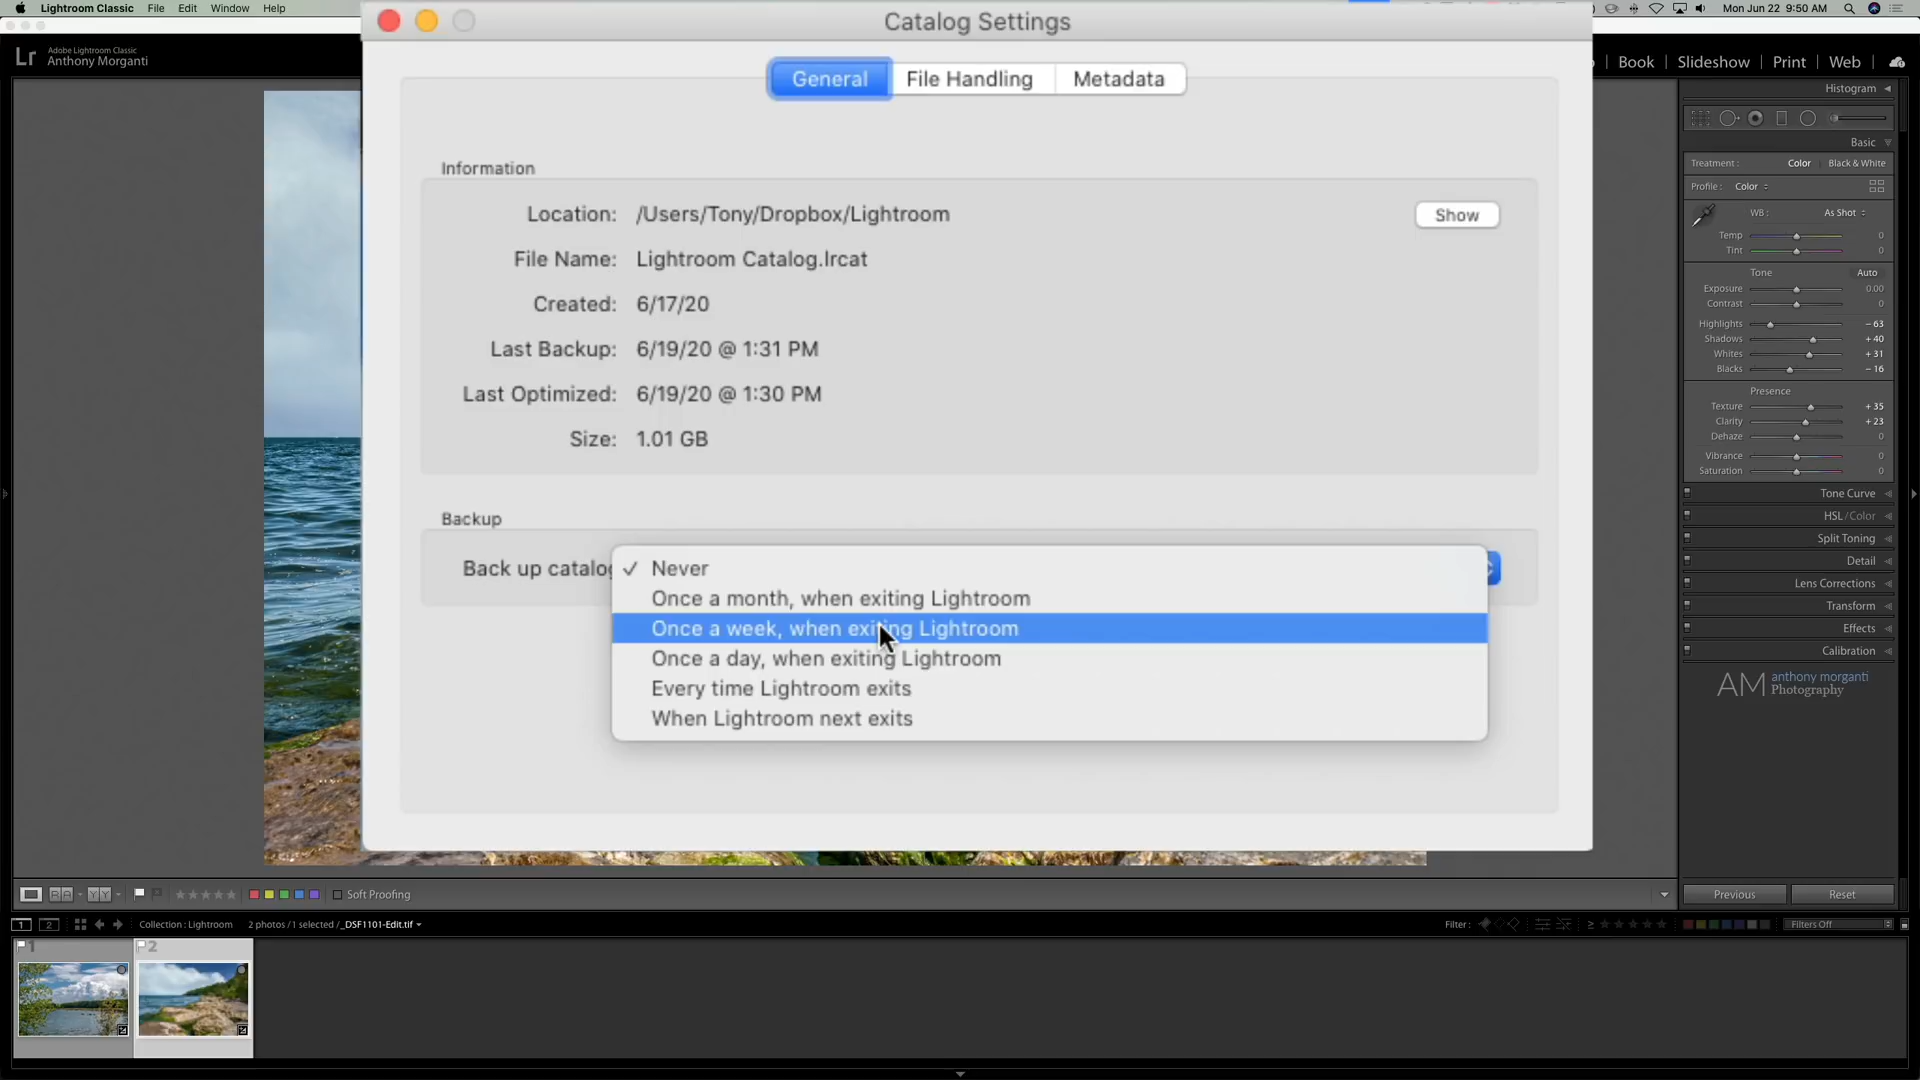 Lightroom Classic File Edit Window Help
Mon Jun 22 9:50 AM
Catalog Settings
Lr Adobe Lightroom Classic
Anthony Morganti
Book | Slideshow | Print | Web
General File Handling Metadata
Information
Location: /Users/Tony/Dropbox/Lightroom Show
File Name: Lightroom Catalog.lrcat
Created: 6/17/20
Last Backup: 6/19/20 @ 1:31 PM
Last Optimized: 6/19/20 @ 1:30 PM
Size: 1.01 GB
Backup
Back up catalog
✓ Never
Once a month, when exiting Lightroom
Once a week, when exiting Lightroom
Once a day, when exiting Lightroom
Every time Lightroom exits
When Lightroom next exits
Histogram
Basic
Treatment: Color Black & White
Profile: Color
WB: As Shot
Temp 0
Tint 0
Tone Auto
Exposure 0.00
Contrast 0
Highlights - 63
Shadows + 40
Whites + 31
Blacks - 16
Presence
Texture + 35
Clarity + 23
Dehaze 0
Vibrance 0
Saturation 0
Tone Curve
HSL / Color
Split Toning
Detail
Lens Corrections
Transform
Effects
Calibration
AM anthony morganti
Photography
Soft Proofing
Previous Reset
1 2 Collection: Lightroom 2 photos / 1 selected / _DSF1101-Edit.tif
Filter: Filters Off
1 2